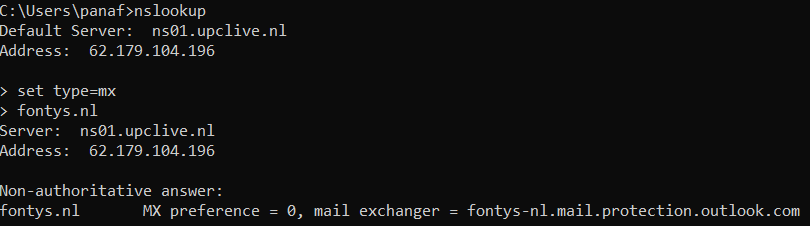 C:\Users\panaf>nslookup
Default Server:  ns01.upclive.nl
Address:  62.179.104.196

> set type=mx
> fontys.nl
Server:  ns01.upclive.nl
Address:  62.179.104.196

Non-authoritative answer:
fontys.nl       MX preference = 0, mail exchanger = fontys-nl.mail.protection.outlook.com